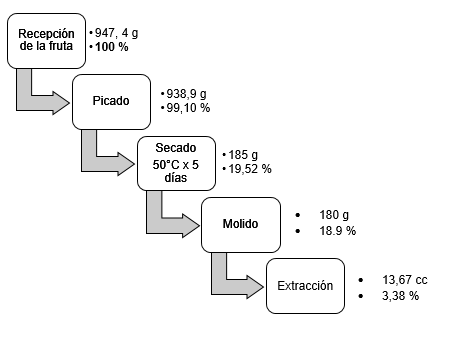 Recepción
de la fruta
•947, 4 g
•100 %
Picado
•938,9 g
•99,10 %
Secado
50°C x 5
días
•185 g
•19,52 %
Molido
• 180 g
• 18.9 %
Extracción
• 13,67 cc
• 3,38 %